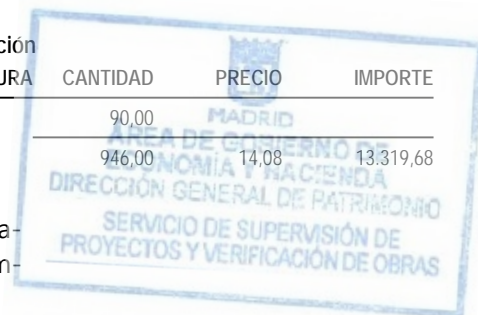 ción
URA CANTIDAD PRECIO IMPORTE
90,00
946,00 14,08 13.319,68
a-
n-
MADRID
ÁREA DE GOBIERNO DE
ECONOMÍA Y HACIENDA
DIRECCIÓN GENERAL DE PATRIMONIO
SERVICIO DE SUPERVISIÓN DE
PROYECTOS Y VERIFICACIÓN DE OBRAS